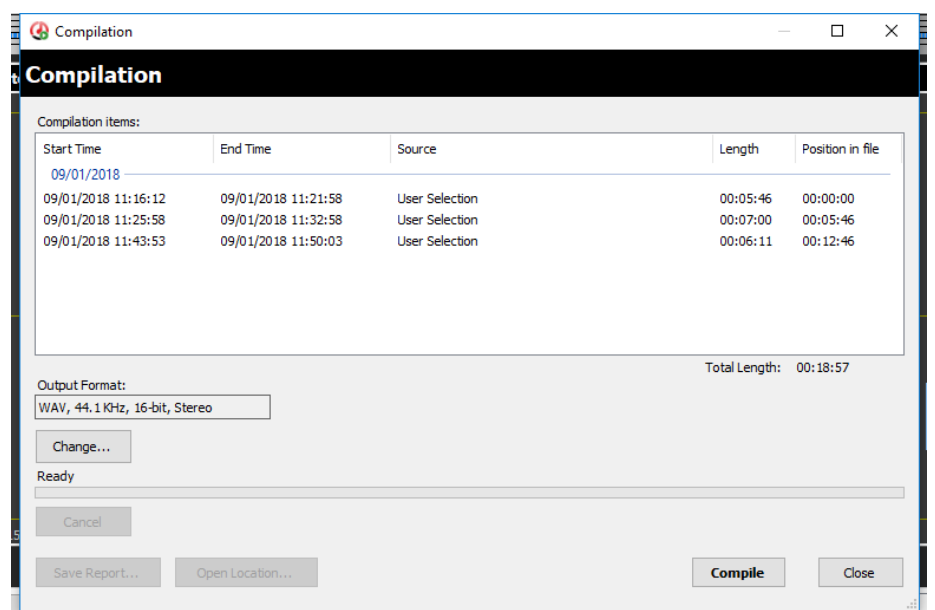 Compilation
Compilation
Compilation items:
Start Time End Time Source Length Position in file
09/01/2018
09/01/2018 11:16:12 09/01/2018 11:21:58 User Selection 00:05:46 00:00:00
09/01/2018 11:25:58 09/01/2018 11:32:58 User Selection 00:07:00 00:05:46
09/01/2018 11:43:53 09/01/2018 11:50:03 User Selection 00:06:11 00:12:46
Total Length: 00:18:57
Output Format:
WAV, 44.1 KHz, 16-bit, Stereo
Change...
Ready
Cancel
Save Report... Open Location... Compile Close